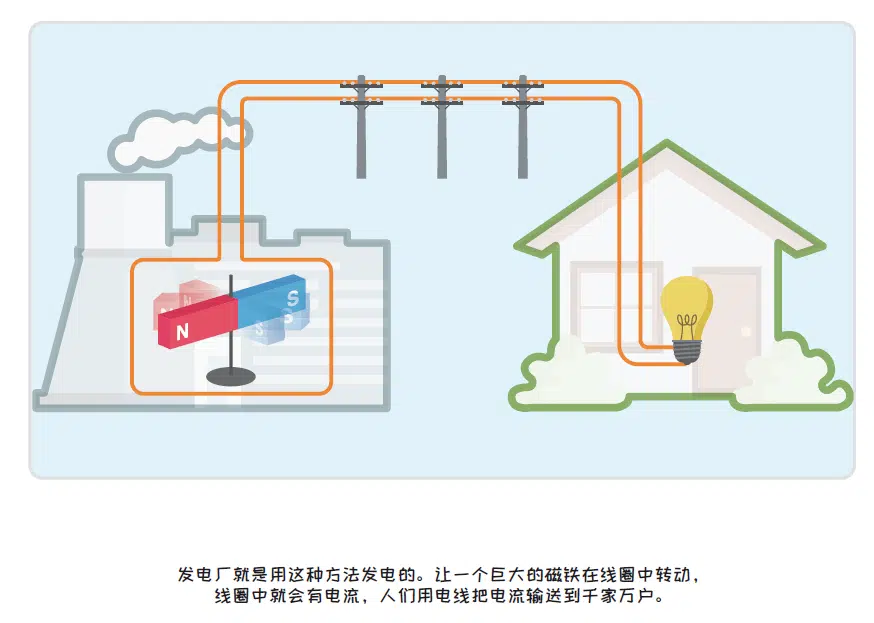 N
S
N
N
S
S
发电厂就是用这种方法发电的。让一个巨大的磁铁在线圈中转动，
线圈中就会有电流，人们用电线把电流输送到千家万户。